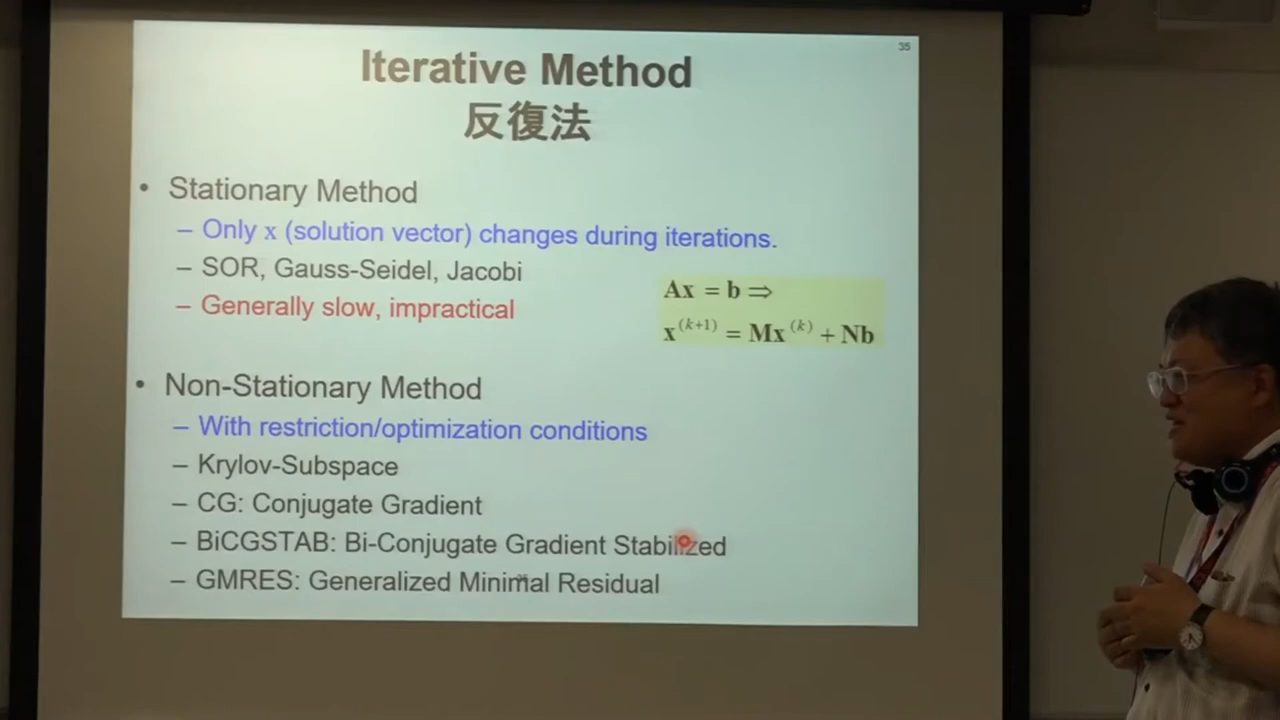 35
Iterative Method
反復法
• Stationary Method
– Only x (solution vector) changes during iterations.
– SOR, Gauss-Seidel, Jacobi
– Generally slow, impractical
Ax = b ⇒
x^(k+1) = Mx^(k) + Nb
• Non-Stationary Method
– With restriction/optimization conditions
– Krylov-Subspace
– CG: Conjugate Gradient
– BiCGSTAB: Bi-Conjugate Gradient Stabilized
– GMRES: Generalized Minimal Residual